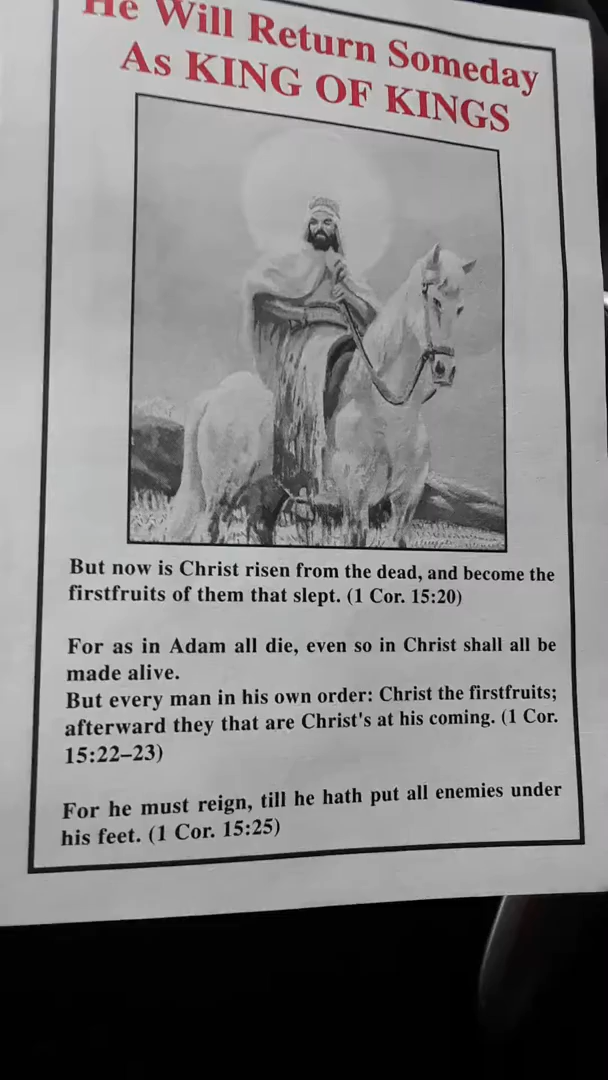 He Will Return Someday
As KING OF KINGS
But now is Christ risen from the dead, and become the
firstfruits of them that slept. (1 Cor. 15:20)
For as in Adam all die, even so in Christ shall all be
made alive.
But every man in his own order: Christ the firstfruits;
afterward they that are Christ's at his coming. (1 Cor.
15:22–23)
For he must reign, till he hath put all enemies under
his feet. (1 Cor. 15:25)